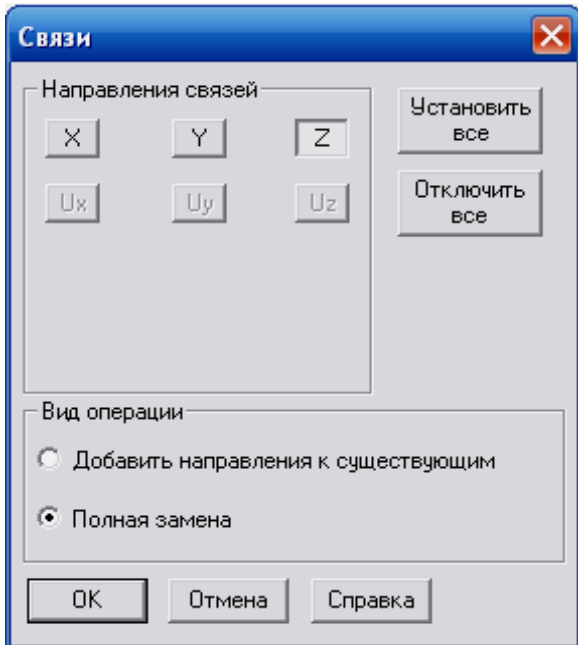 Связи
Направления связей
X Y Z
Ux Uy Uz
Установить
все
Отключить
все
Вид операции
Добавить направления к существующим
Полная замена
OK Отмена Справка